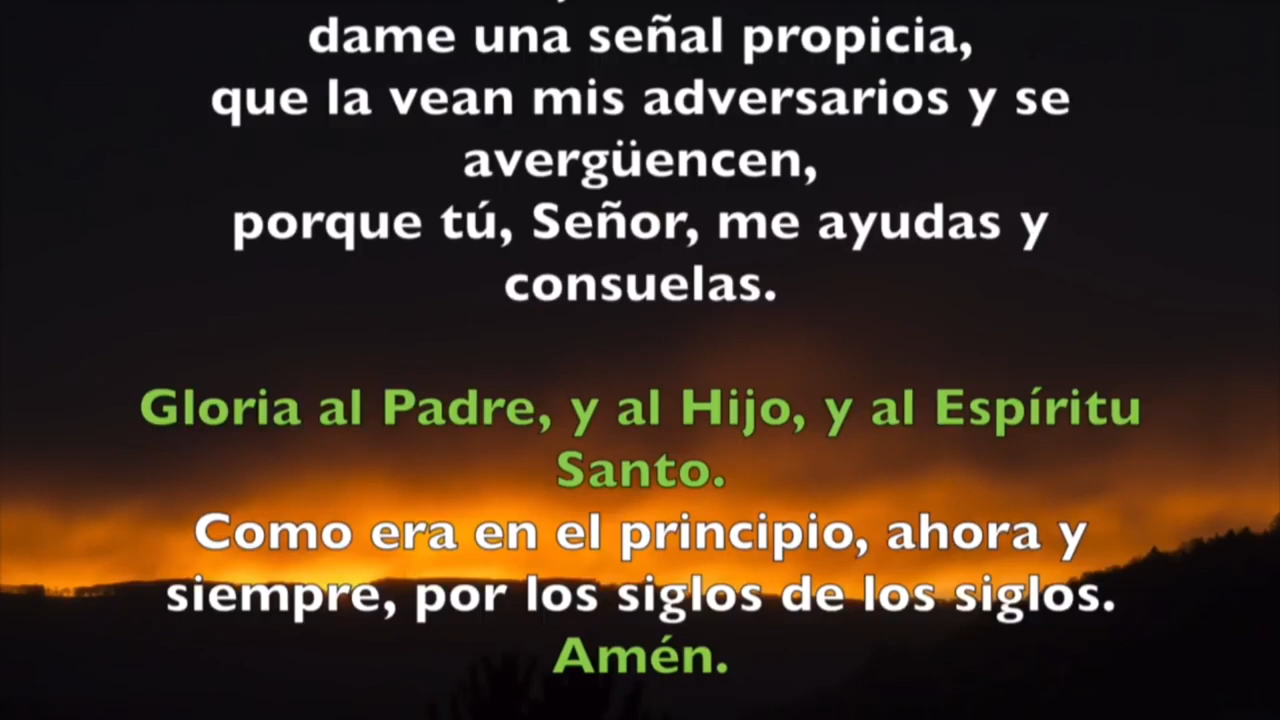 dame una señal propicia,
que la vean mis adversarios y se
avergüencen,
porque tú, Señor, me ayudas y
consuelas.
Gloria al Padre, y al Hijo, y al Espíritu
Santo.
Como era en el principio, ahora y
siempre, por los siglos de los siglos.
Amén.